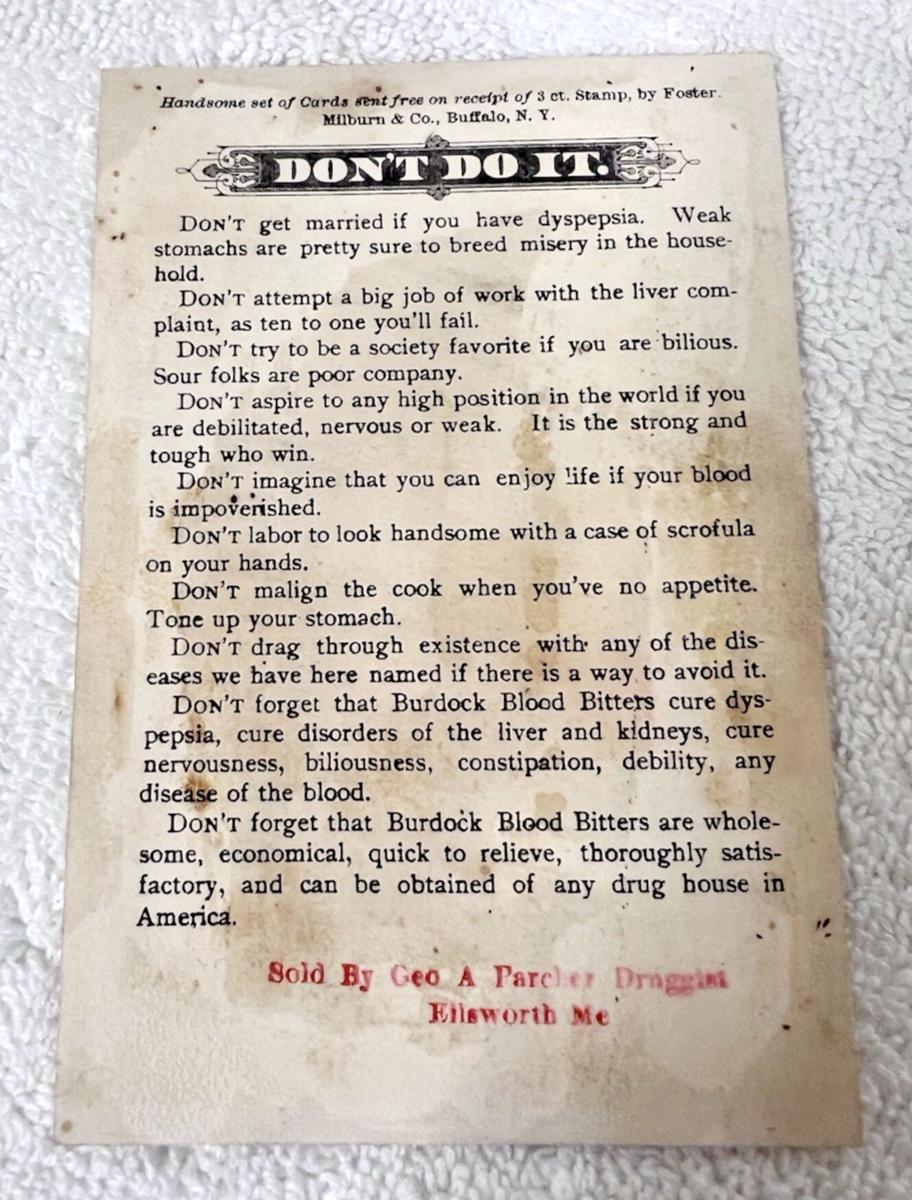 Handsome set of Cards sent free on receipt of 3 ct. Stamp, by Foster.
Milburn & Co., Buffalo, N. Y.
DON'T DO IT.
DON'T get married if you have dyspepsia. Weak
stomachs are pretty sure to breed misery in the house-
hold.
DON'T attempt a big job of work with the liver com-
plaint, as ten to one you'll fail.
DON'T try to be a society favorite if you are bilious.
Sour folks are poor company.
DON'T aspire to any high position in the world if you
are debilitated, nervous or weak. It is the strong and
tough who win.
DON'T imagine that you can enjoy life if your blood
is impoverished.
DON'T labor to look handsome with a case of scrofula
on your hands.
DON'T malign the cook when you've no appetite.
Tone up your stomach.
DON'T drag through existence with any of the dis-
eases we have here named if there is a way to avoid it.
DON'T forget that Burdock Blood Bitters cure dys-
pepsia, cure disorders of the liver and kidneys, cure
nervousness, biliousness, constipation, debility, any
disease of the blood.
DON'T forget that Burdock Blood Bitters are whole-
some, economical, quick to relieve, thoroughly satis-
factory, and can be obtained of any drug house in
America.
Sold By Geo A Parcher Druggist
Ellsworth Me